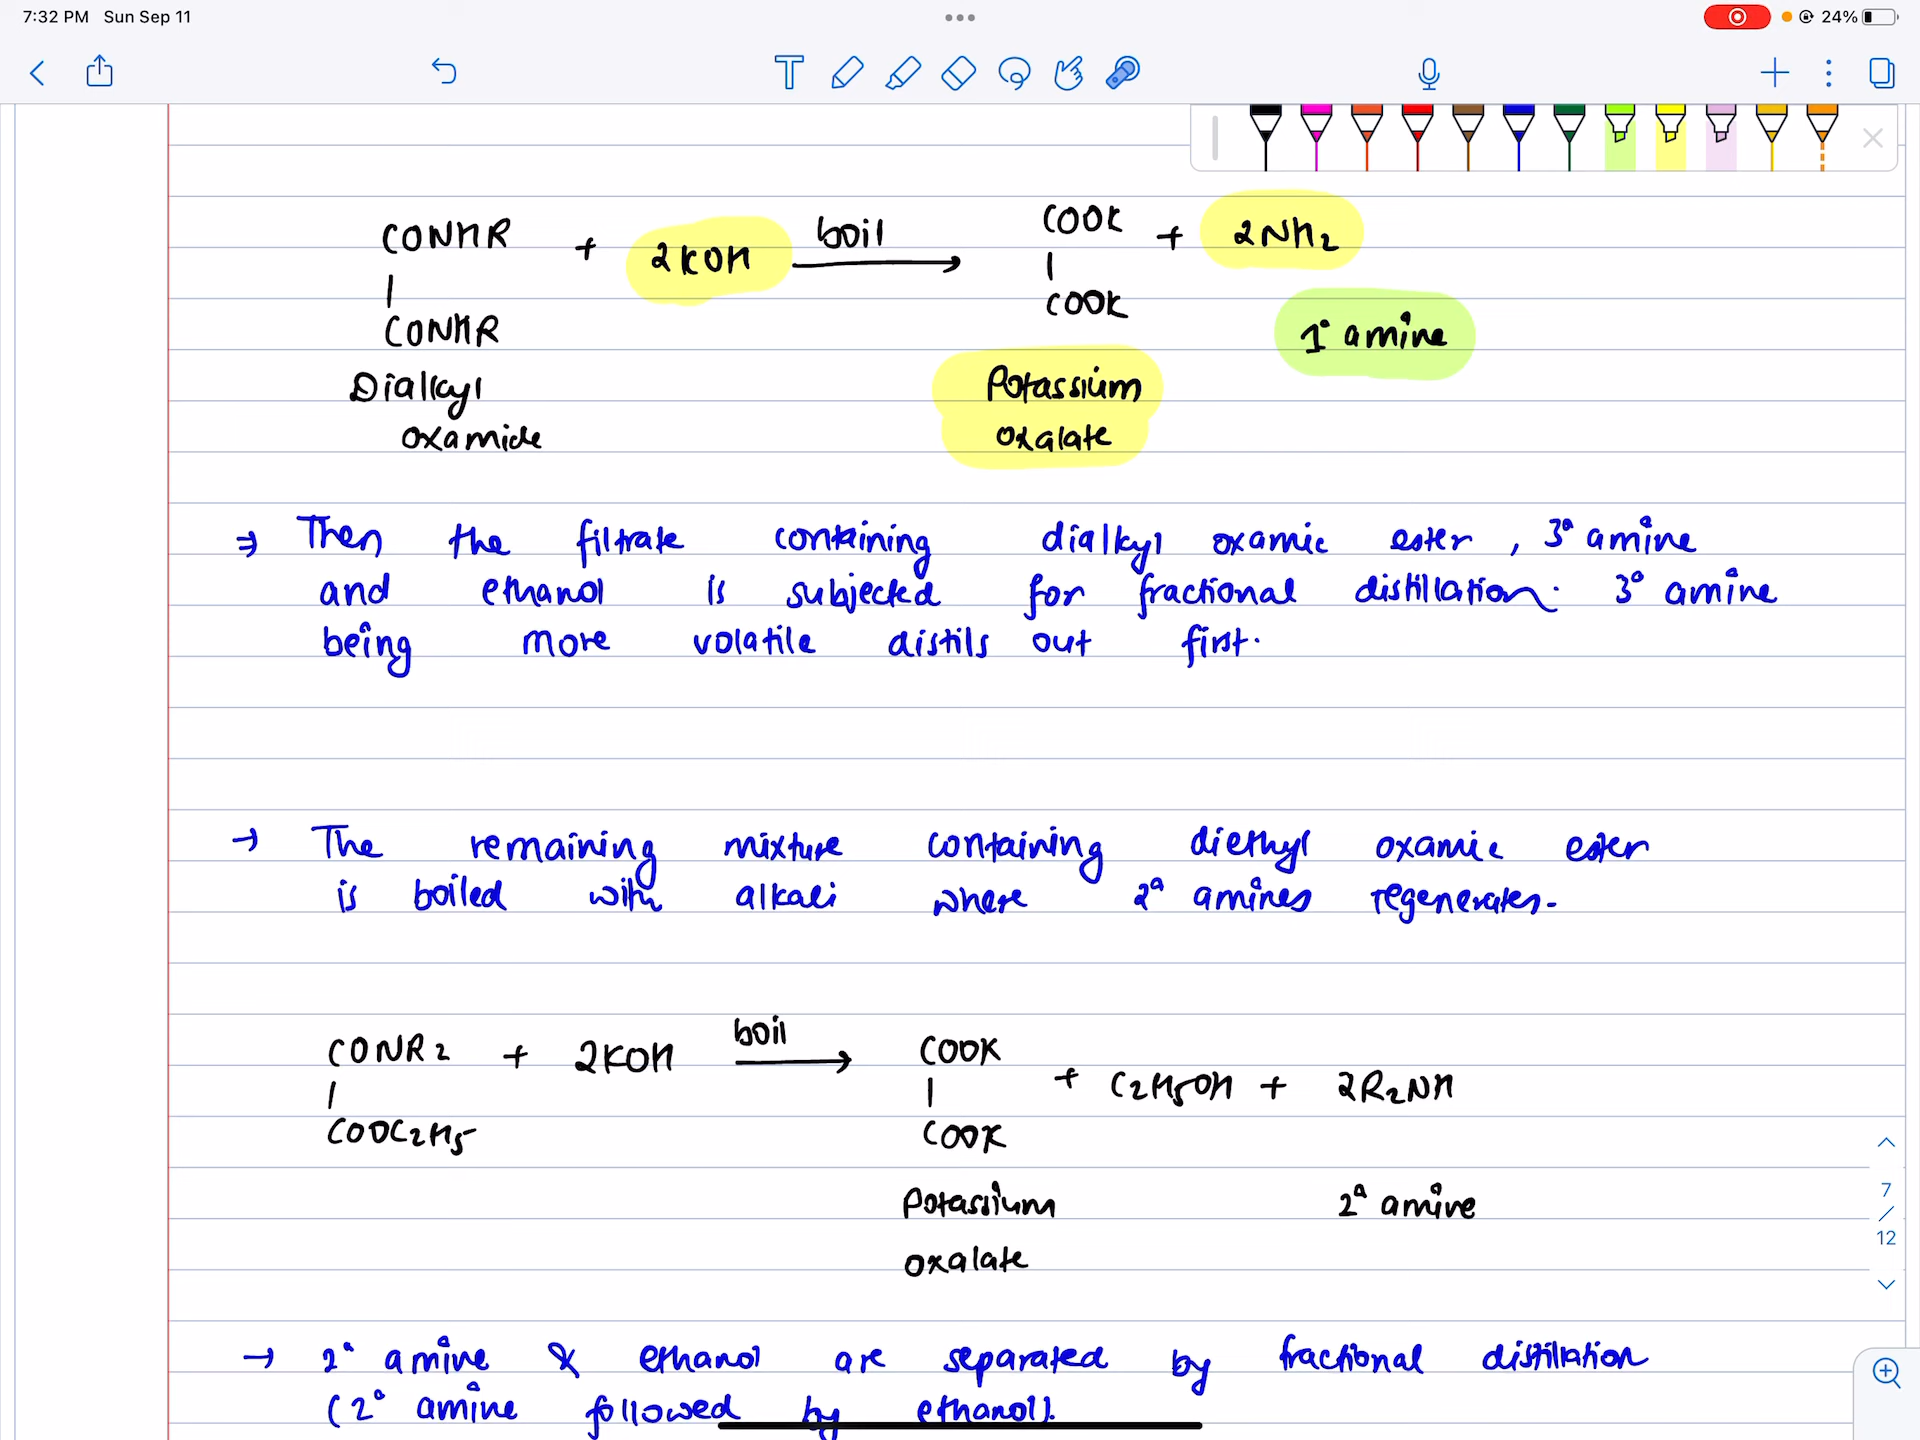 7:32 PM Sun Sep 11
24%
CONHR + 2KOH boil COOK + 2NH2
CONHR COOK
1° amine
Dialkyl Potassium
oxamide oxalate
⇒ Then the filtrate containing dialkyl oxamic ester, 3° amine
and ethanol is subjected for fractional distillation. 3° amine
being more volatile distils out first.
→ The remaining mixture containing diethyl oxamic ester
is boiled with alkali where 2° amines regenerates.
CONR2 + 2KOH boil COOK + C2H5OH + 2R2NH
COOC2H5 COOK
Potassium 2° amine
oxalate
→ 2° amine & ethanol are separated by fractional distillation
(2° amine followed by ethanol).
7
/
12